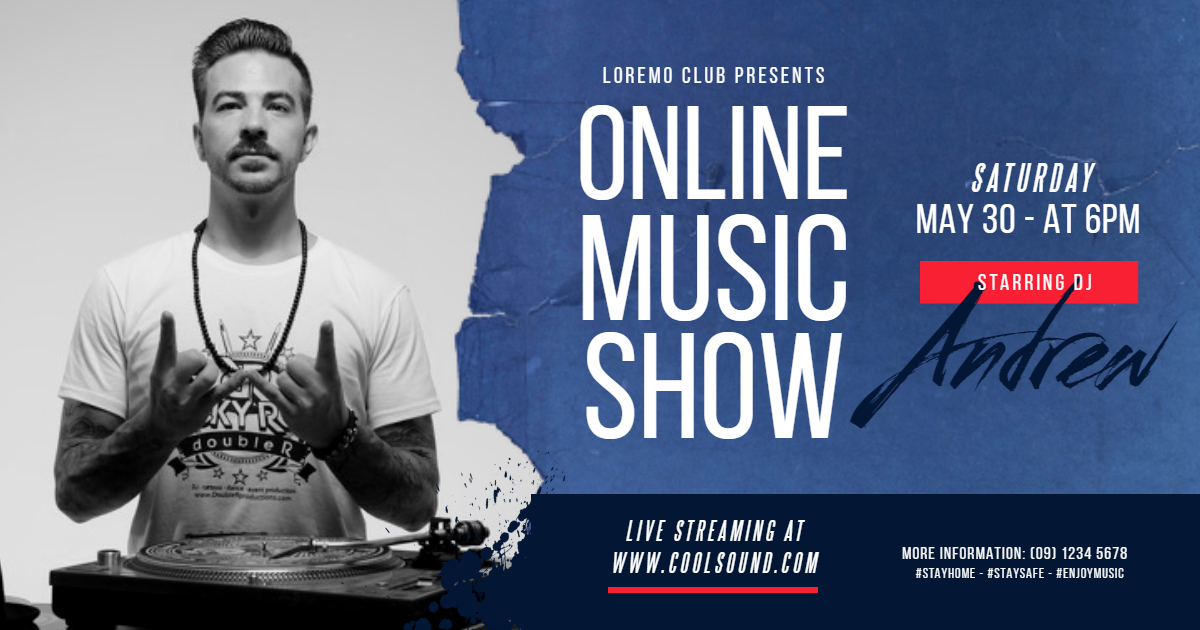 LOREMO CLUB PRESENTS
ONLINE
MUSIC
SHOW
SATURDAY
MAY 30 - AT 6PM
STARRING DJ
Andrew
doubleR
LIVE STREAMING AT
WWW.COOLSOUND.COM
MORE INFORMATION: (09) 1234 5678
#STAYHOME - #STAYSAFE - #ENJOYMUSIC